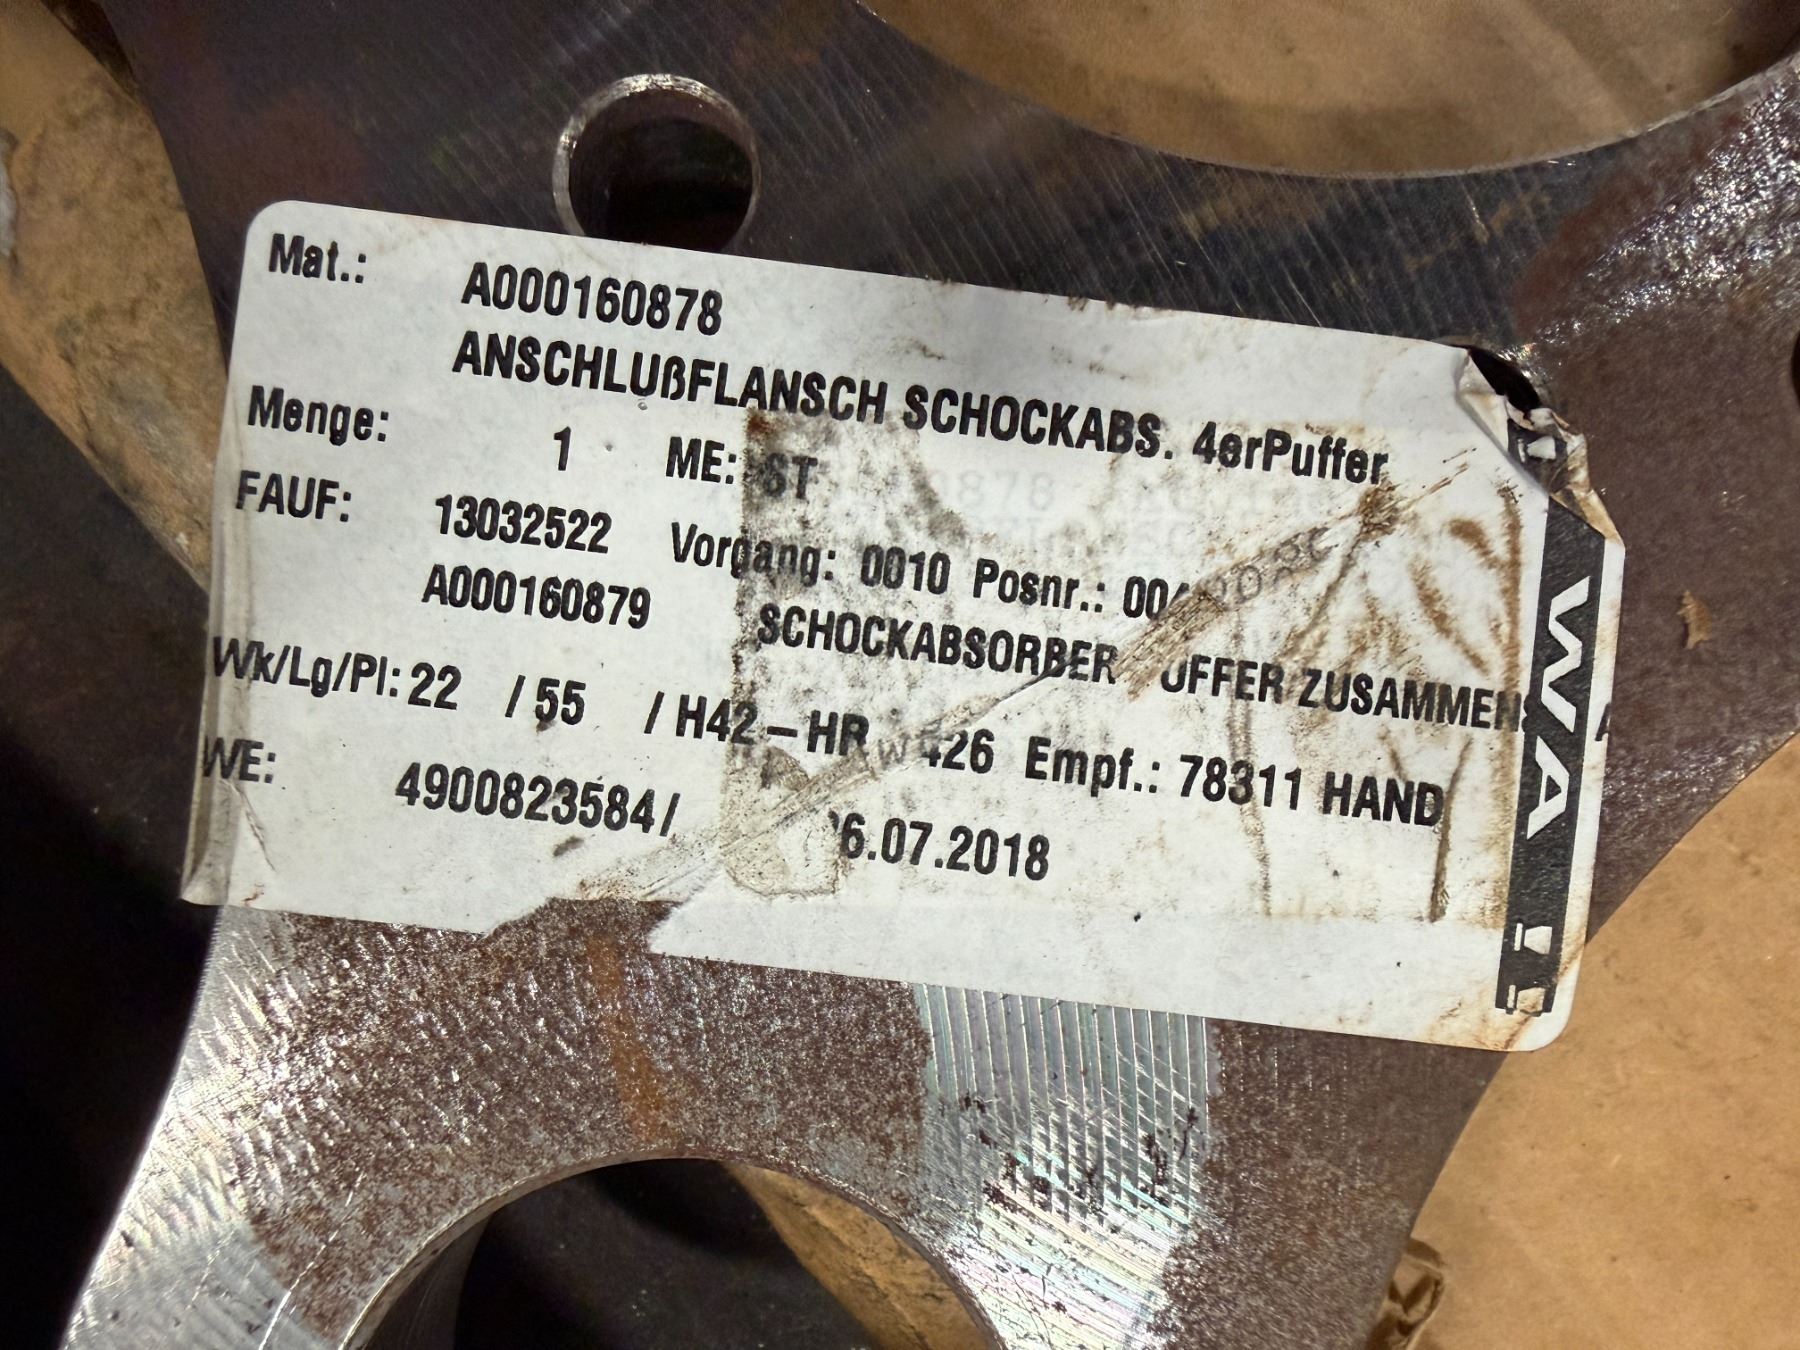 Mat.: A000160878
ANSCHLUßFLANSCH SCHOCKABS. 4erPuffer
Menge: 1 ME: ST
FAUF: 13032522 Vorgang: 0010 Posnr.:
A000160879 SCHOCKABSORBER ZUSAMMEN
Wk/Lg/Pl: 22 / 55 / H42-HR 426 Empf.: 78311 HAND
WE: 4900823584/ 6.07.2018
WA